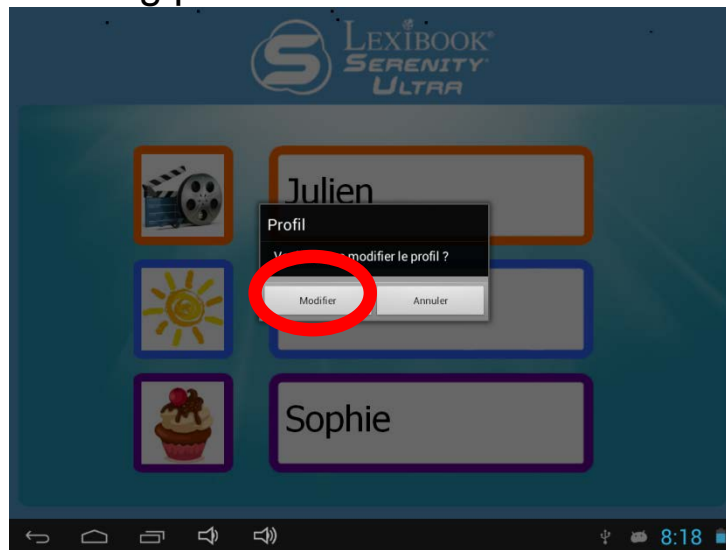 LEXIBOOK®
SERENITY
ULTRA
Julien
Profil
modifier le profil ?
Modifier
Annuler
Sophie
8:18